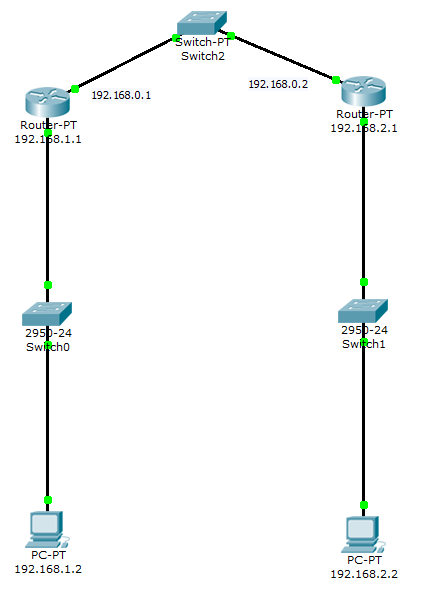 Switch-PT
Switch2
192.168.0.1
192.168.0.2
Router-PT
192.168.1.1
Router-PT
192.168.2.1
2950-24
Switch0
2950-24
Switch1
PC-PT
192.168.1.2
PC-PT
192.168.2.2